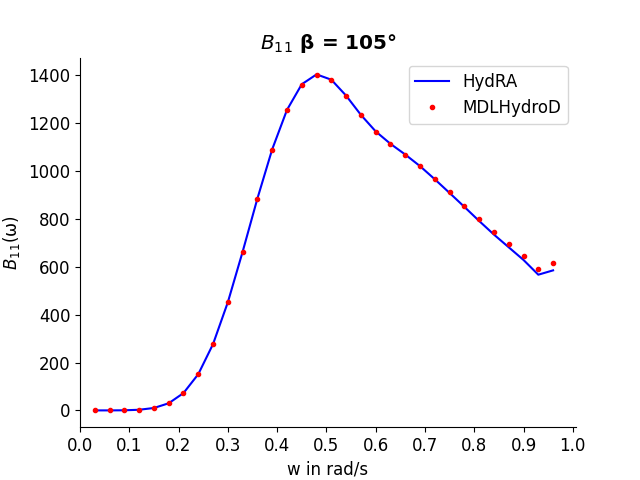 B₁₁ β = 105°
HydRA
MDLHydroD
B₁₁(ω)
1400
1200
1000
800
600
400
200
0
0.0 0.1 0.2 0.3 0.4 0.5 0.6 0.7 0.8 0.9 1.0
w in rad/s